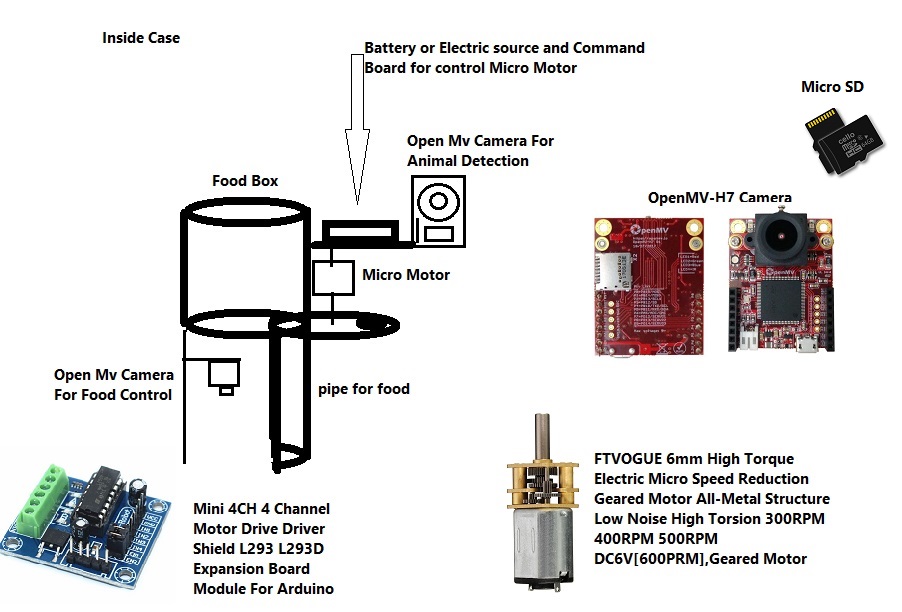 Inside Case
Battery or Electric source and Command
Board for control Micro Motor
Micro SD
Open Mv Camera For
Animal Detection
Food Box
OpenMV-H7 Camera
OpenMV
OpenMV
Micro Motor
Open Mv Camera
For Food Control
pipe for food
Mini 4CH 4 Channel
Motor Drive Driver
Shield L293 L293D
Expansion Board
Module For Arduino
FTVOGUE 6mm High Torque
Electric Micro Speed Reduction
Geared Motor All-Metal Structure
Low Noise High Torsion 300RPM
400RPM 500RPM
DC6V[600PRM],Geared Motor